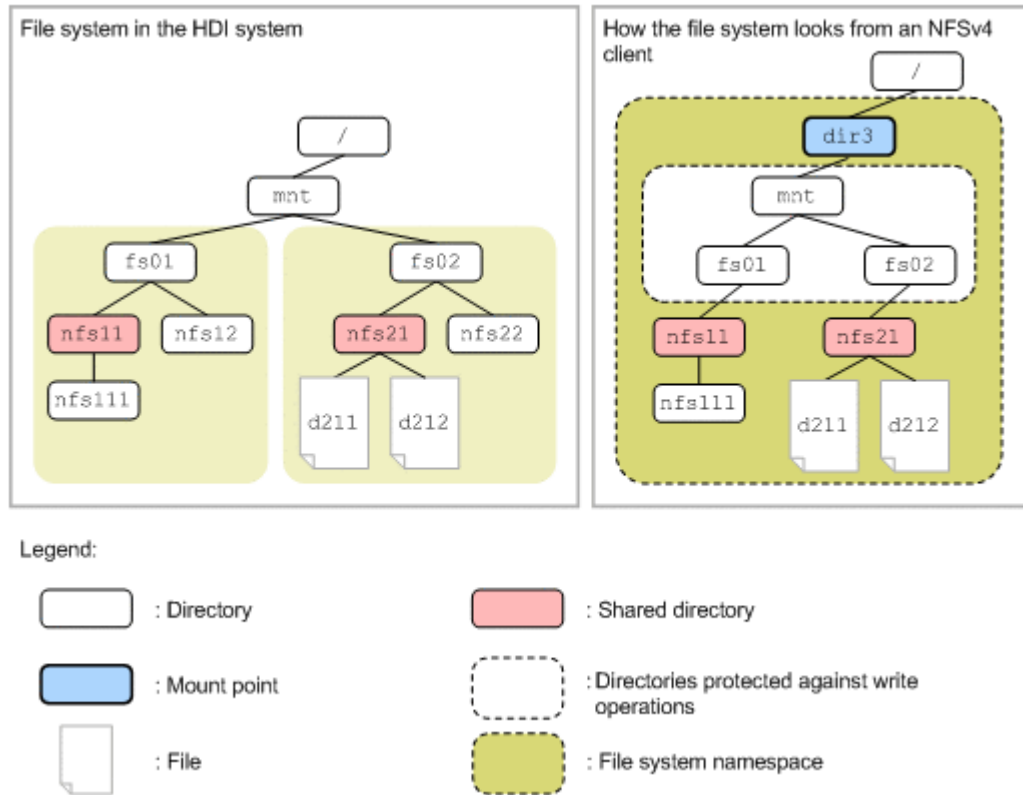 File system in the HDI system
/
mnt
fs01 fs02
nfs11 nfs12 nfs21 nfs22
nfs111
d211 d212
How the file system looks from an NFSv4
client
/
dir3
mnt
fs01 fs02
nfs11 nfs21
nfs111
d211 d212
Legend:
: Directory
: Shared directory
: Mount point
: Directories protected against write
operations
: File
: File system namespace